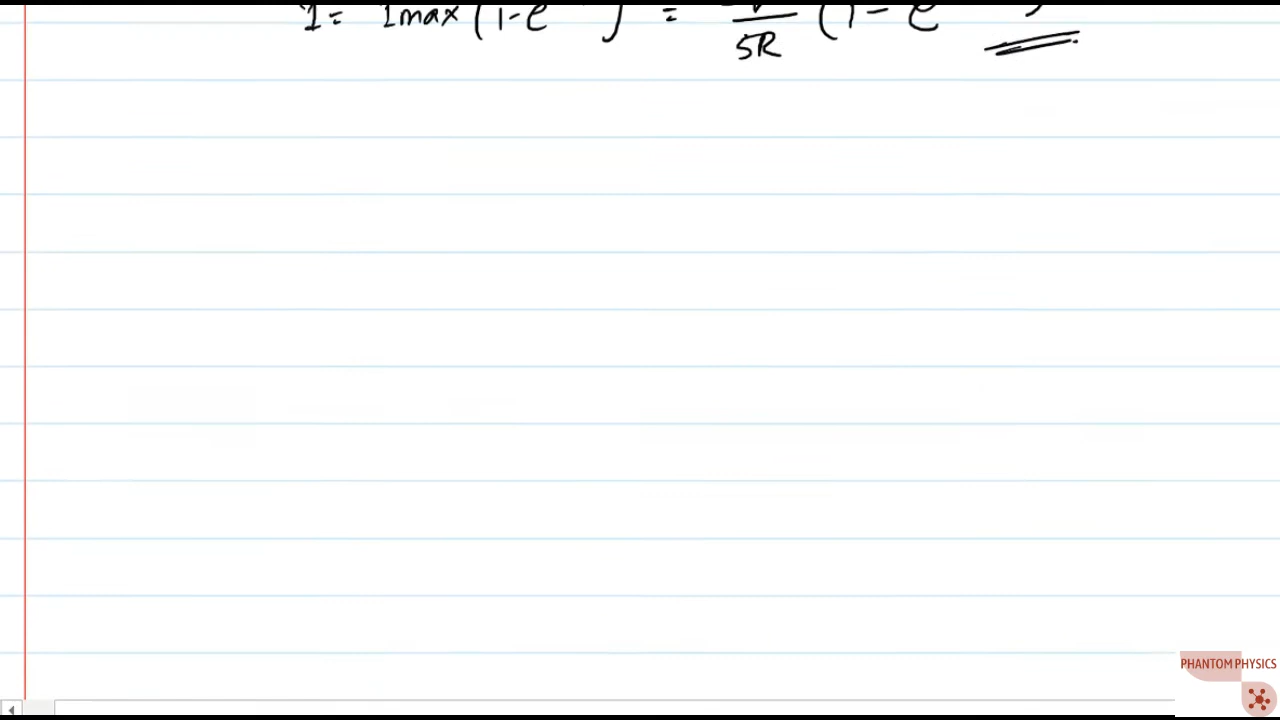 I = Imax (1-e ) = V/5R (1 - e )
PHANTOM PHYSICS